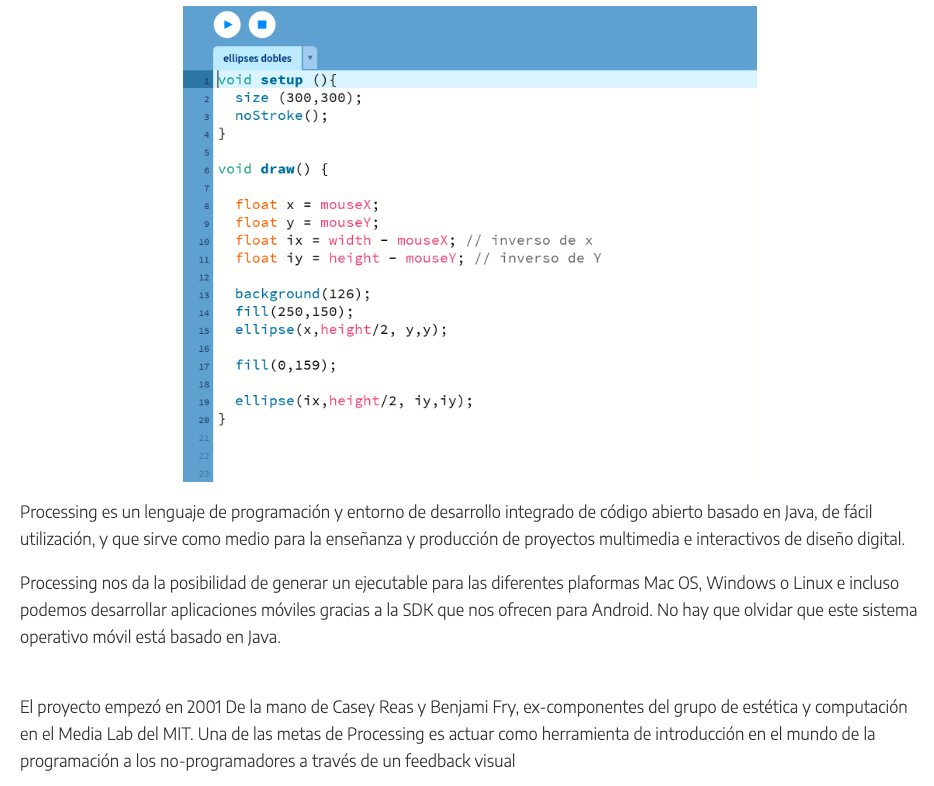 ellipses dobles
1 void setup (){
2 size (300,300);
3 noStroke();
4 }
5
6 void draw() {
7
8 float x = mouseX;
9 float y = mouseY;
10 float ix = width - mouseX; // inverso de x
11 float iy = height - mouseY; // inverso de Y
12
13 background(126);
14 fill(250,150);
15 ellipse(x,height/2, y,y);
16
17 fill(0,159);
18
19 ellipse(ix,height/2, iy,iy);
20 }
21
22
23
Processing es un lenguaje de programación y entorno de desarrollo integrado de código abierto basado en Java, de fácil
utilización, y que sirve como medio para la enseñanza y producción de proyectos multimedia e interactivos de diseño digital.
Processing nos da la posibilidad de generar un ejecutable para las diferentes plaformas Mac OS, Windows o Linux e incluso
podemos desarrollar aplicaciones móviles gracias a la SDK que nos ofrecen para Android. No hay que olvidar que este sistema
operativo móvil está basado en Java.
El proyecto empezó en 2001 De la mano de Casey Reas y Benjami Fry, ex-componentes del grupo de estética y computación
en el Media Lab del MIT. Una de las metas de Processing es actuar como herramienta de introducción en el mundo de la
programación a los no-programadores a través de un feedback visual